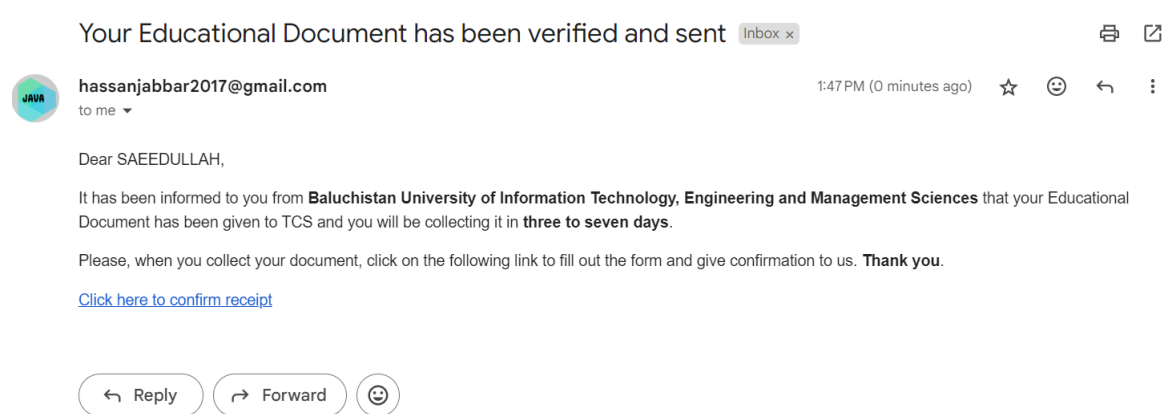 Your Educational Document has been verified and sent Inbox x
JAVA
hassanjabbar2017@gmail.com 1:47 PM (0 minutes ago)
to me
Dear SAEEDULLAH,
It has been informed to you from Baluchistan University of Information Technology, Engineering and Management Sciences that your Educational
Document has been given to TCS and you will be collecting it in three to seven days.
Please, when you collect your document, click on the following link to fill out the form and give confirmation to us. Thank you.
Click here to confirm receipt
Reply Forward